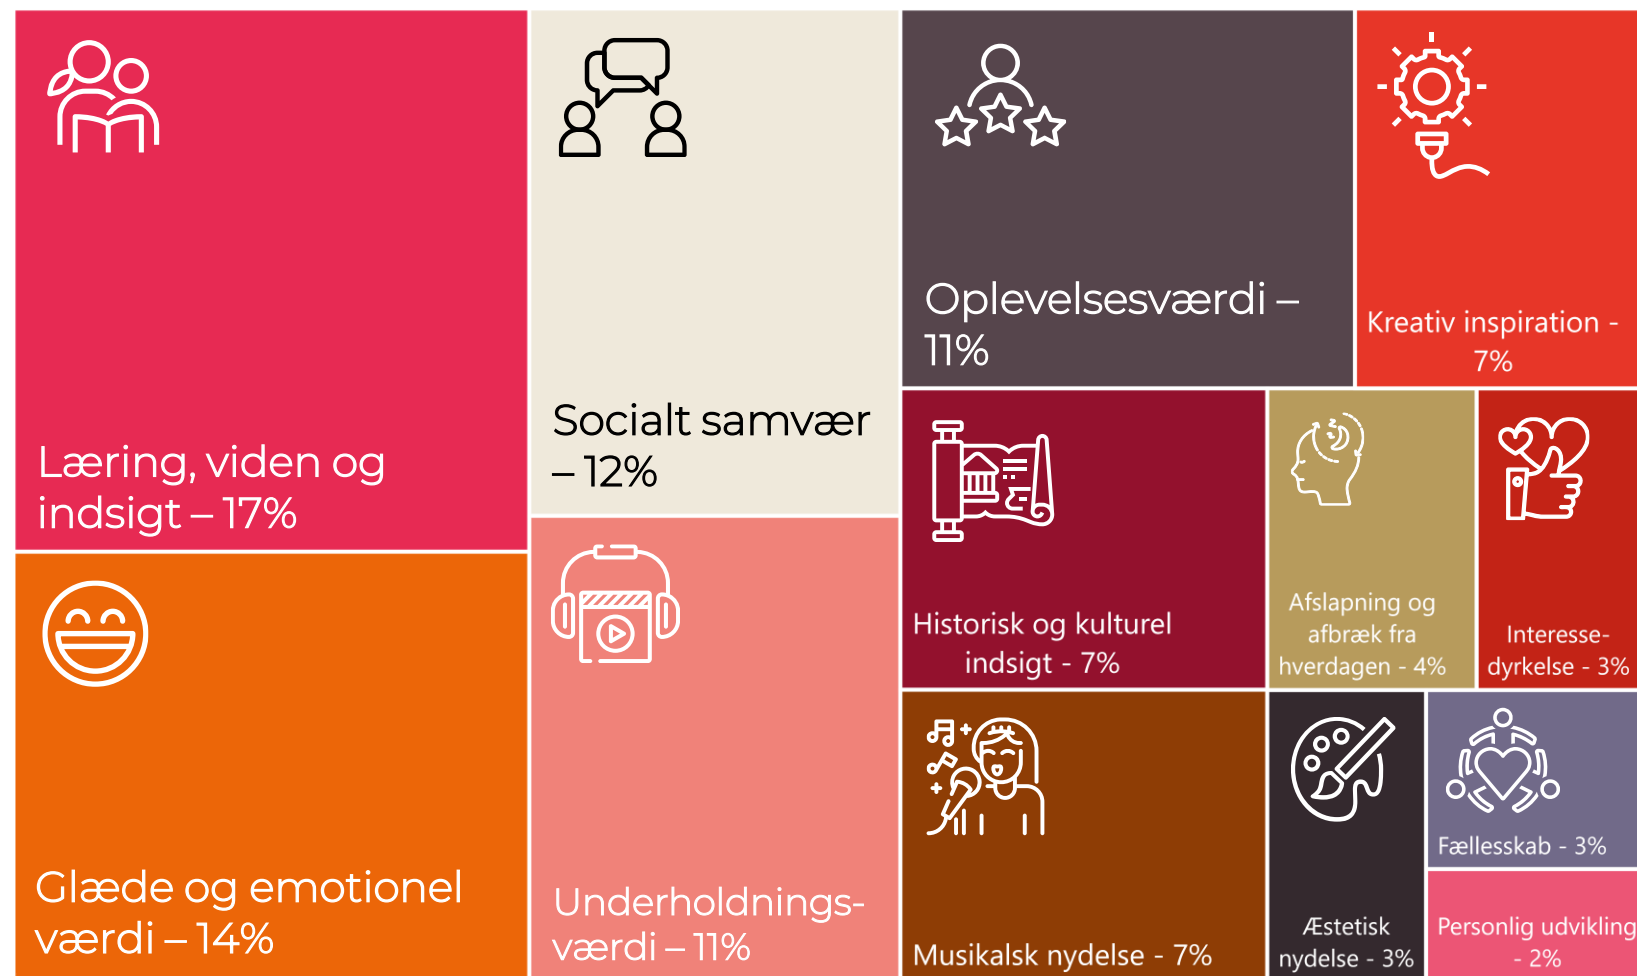 Læring, viden og
indsigt – 17%
Glæde og emotionel
værdi – 14%
Socialt samvær
– 12%
Underholdnings-
værdi – 11%
Oplevelsesværdi –
11%
Kreativ inspiration -
7%
Historisk og kulturel
indsigt - 7%
Afslapning og
afbræk fra
hverdagen - 4%
Interesse-
dyrkelse - 3%
Musikalsk nydelse - 7%
Æstetisk
nydelse - 3%
Fællesskab - 3%
Personlig udvikling
- 2%